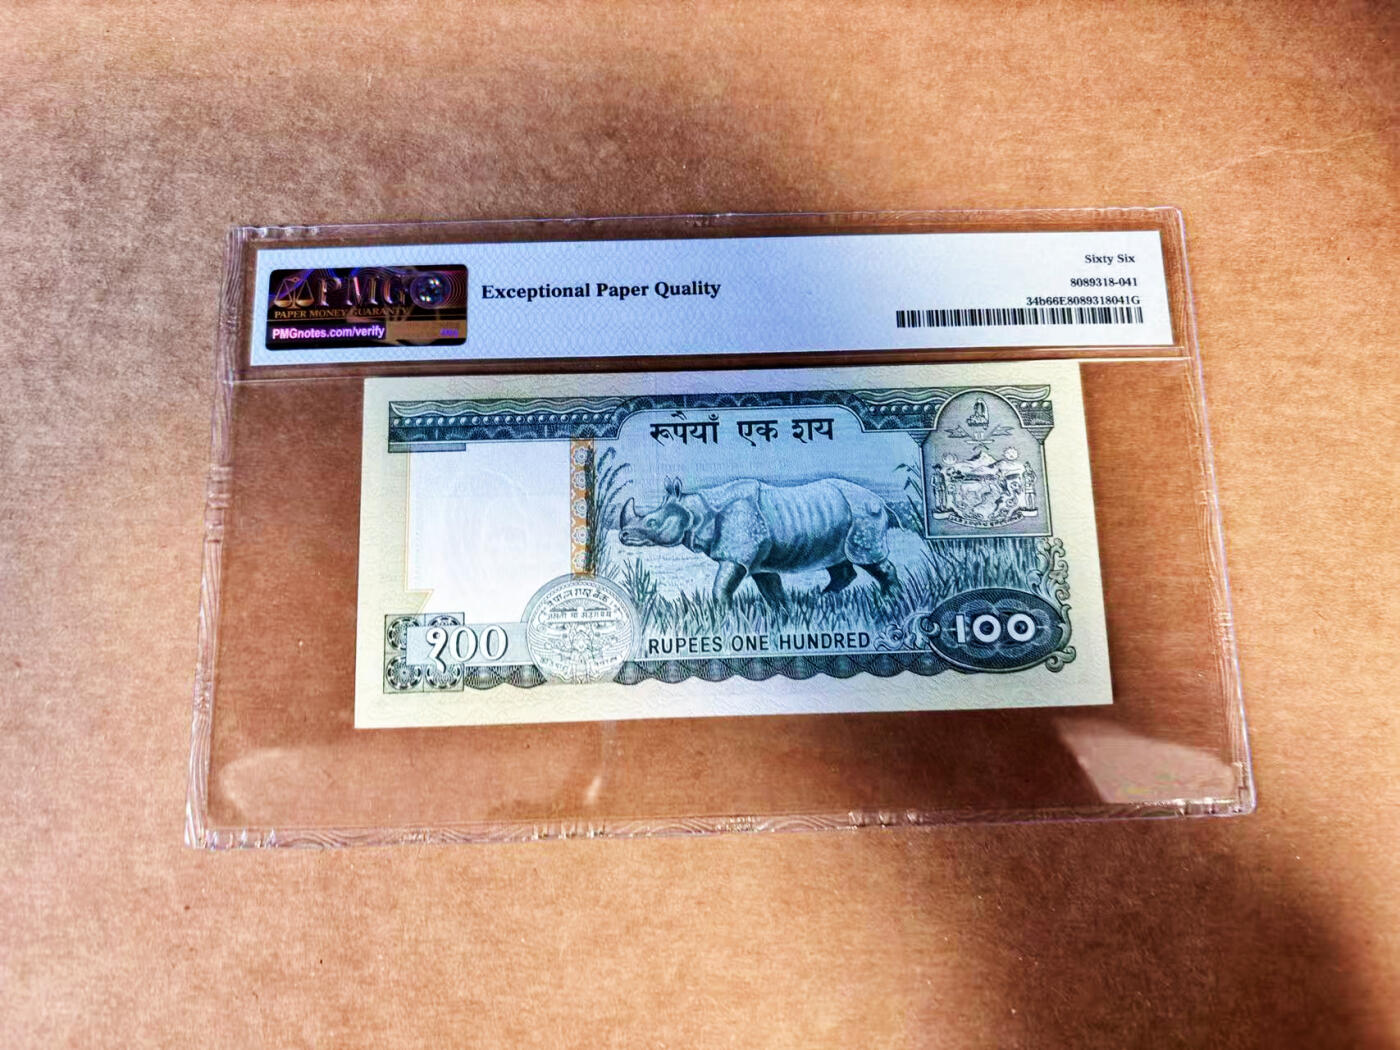 Sixty Six
PMG
PAPER MONEY GUARANTY
PMGnotes.com/verify
Exceptional Paper Quality
8089318-041
34b66E8089318041G
रूपैयाँ एक शय
१00
RUPEES ONE HUNDRED
100